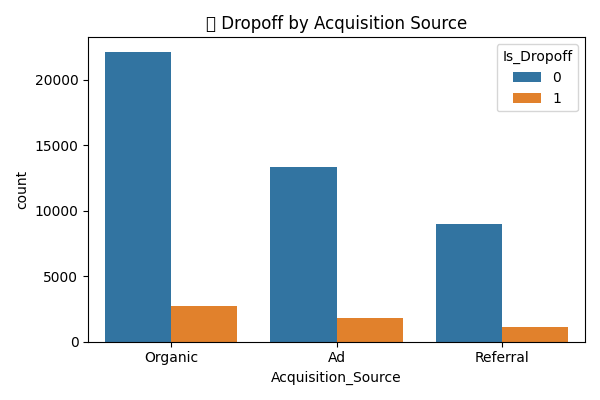 Dropoff by Acquisition Source
Is_Dropoff
0
1
20000
15000
10000
5000
0
count
Organic
Ad
Referral
Acquisition_Source